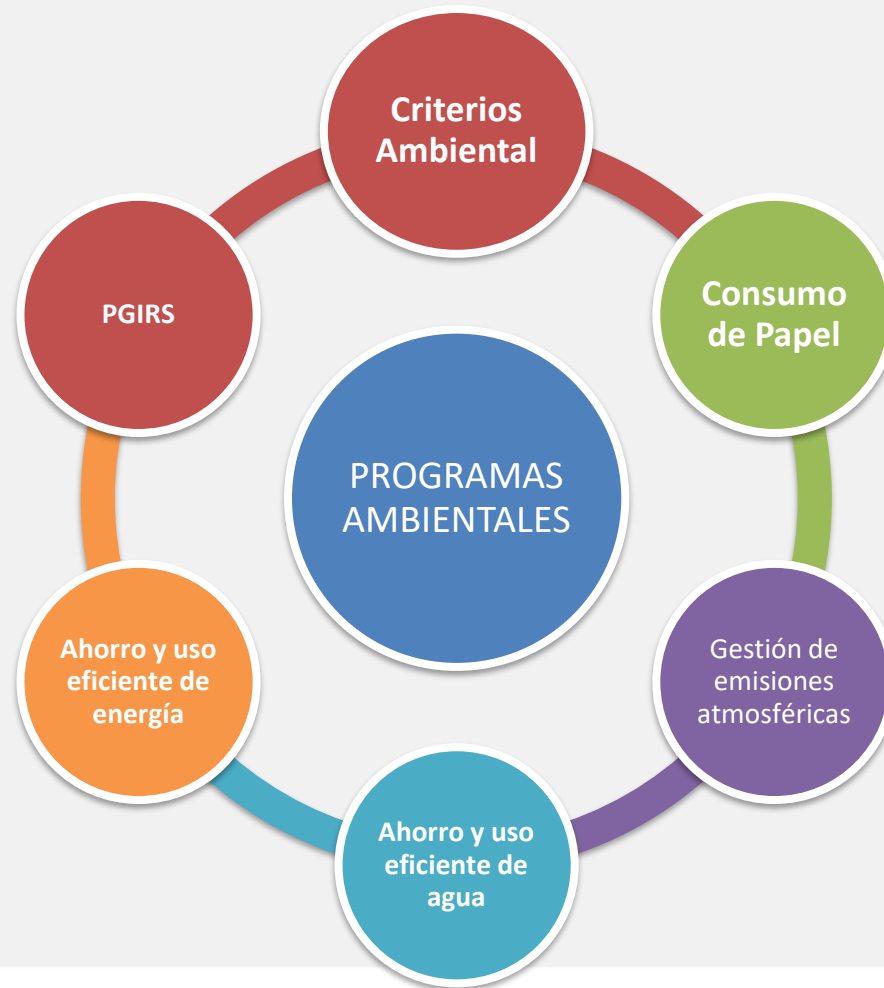 Criterios
Ambiental
Consumo
de Papel
Gestión de
emisiones
atmosféricas
Ahorro y uso
eficiente de
agua
Ahorro y uso
eficiente de
energía
PGIRS
PROGRAMAS
AMBIENTALES